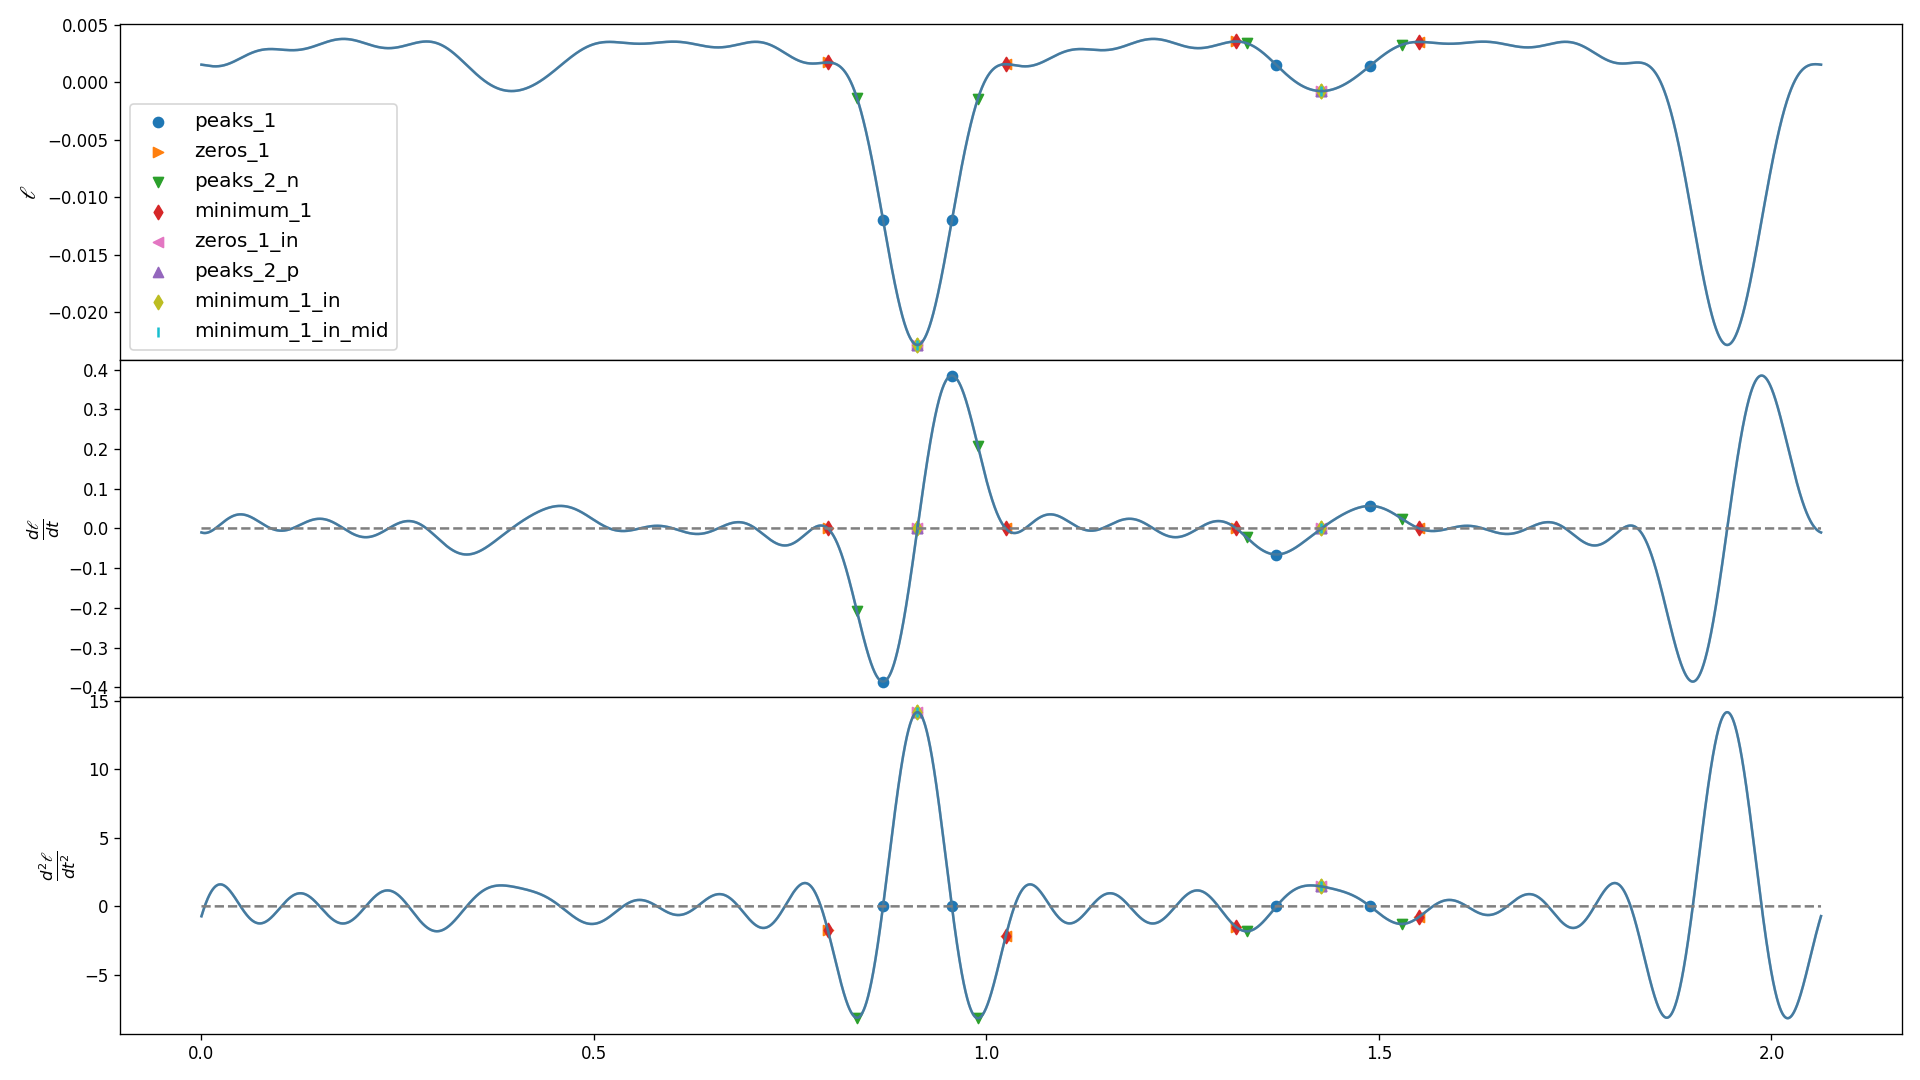 0.005
0.000
−0.005
−0.010
−0.015
−0.020
ℓ
peaks_1
zeros_1
peaks_2_n
minimum_1
zeros_1_in
peaks_2_p
minimum_1_in
minimum_1_in_mid
0.4
0.3
0.2
0.1
0.0
−0.1
−0.2
−0.3
−0.4
dℓ/dt
15
10
5
0
−5
d²ℓ/dt²
0.0 0.5 1.0 1.5 2.0